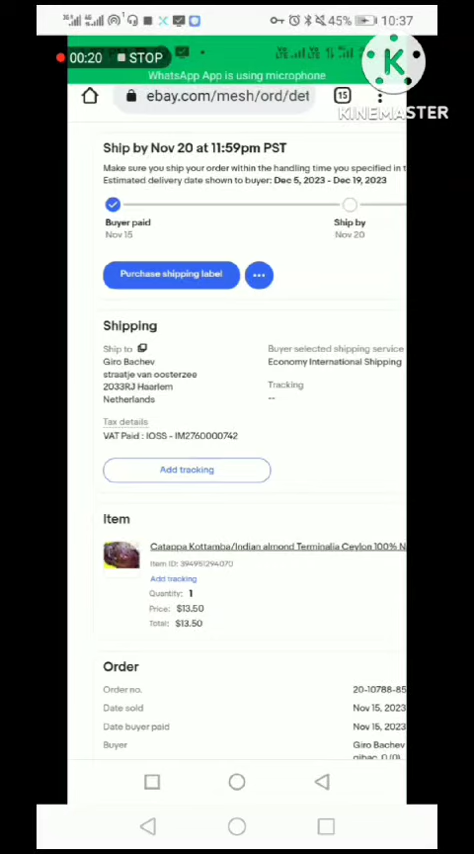 45% 10:37
00:20 STOP
WhatsApp App is using microphone
K
KINEMASTER
ebay.com/mesh/ord/det
15
Ship by Nov 20 at 11:59pm PST
Make sure you ship your order within the handling time you specified in t
Estimated delivery date shown to buyer: Dec 5, 2023 - Dec 19, 2023
Buyer paid
Nov 15
Ship by
Nov 20
Purchase shipping label
Shipping
Ship to
Giro Bachev
straatje van oosterzee
2033RJ Haarlem
Netherlands
Buyer selected shipping service
Economy International Shipping
Tracking
--
Tax details
VAT Paid : IOSS - IM2760000742
Add tracking
Item
Catappa Kottamba/Indian almond Terminalia Ceylon 100% N
Item ID: 394951294070
Add tracking
Quantity: 1
Price: $13.50
Total: $13.50
Order
Order no. 20-10788-85
Date sold Nov 15, 2023
Date buyer paid Nov 15, 2023
Buyer Giro Bachev